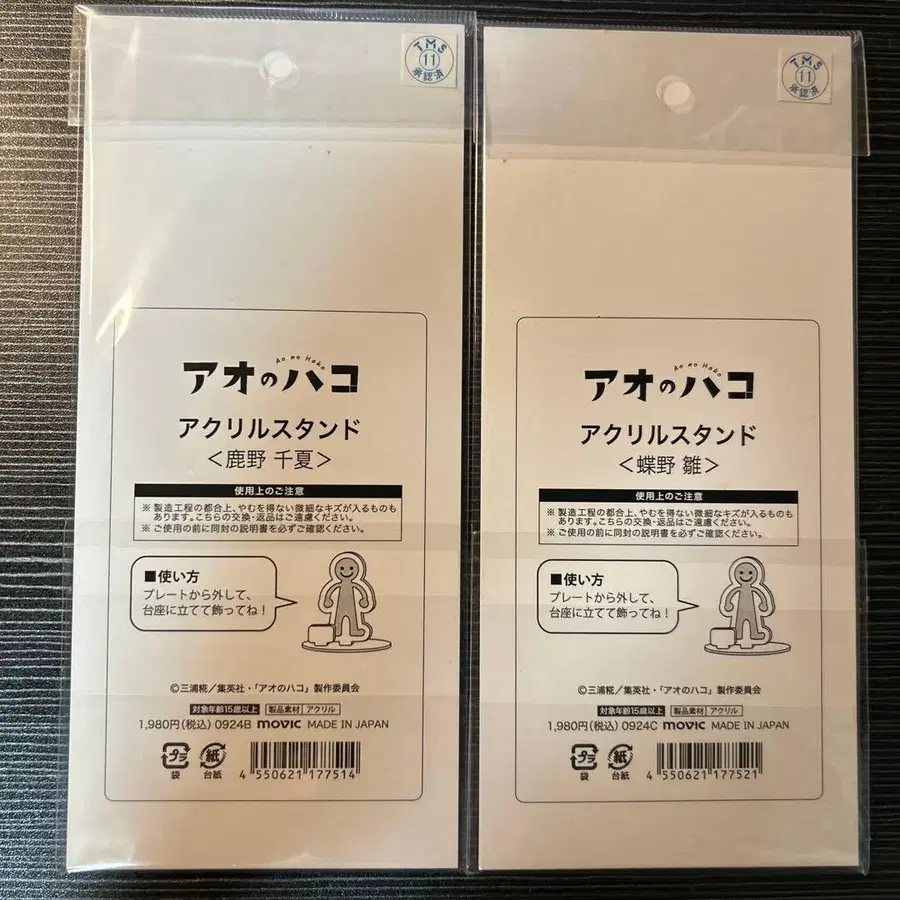 TMS
11
承認済
Ao no Hako
アオのハコ
アクリルスタンド
<鹿野 千夏>
使用上のご注意
※ 製造工程の都合上、やむを得ない微細なキズが入るものも
あります。こちらの交換・返品はご遠慮ください。
※ ご使用の前に同封の説明書を必ずご確認ください。
■使い方
プレートから外して、
台座に立てて飾ってね!
©三浦糀/集英社・「アオのハコ」製作委員会
対象年齢15歳以上 製品素材 アクリル
1,980円(税込) 0924B movic MADE IN JAPAN
プラ 紙
袋 台紙
4 550621 177514
TMS
11
承認済
Ao no Hako
アオのハコ
アクリルスタンド
<蝶野 雛>
使用上のご注意
※ 製造工程の都合上、やむを得ない微細なキズが入るものも
あります。こちらの交換・返品はご遠慮ください。
※ ご使用の前に同封の説明書を必ずご確認ください。
■使い方
プレートから外して、
台座に立てて飾ってね!
©三浦糀/集英社・「アオのハコ」製作委員会
対象年齢15歳以上 製品素材 アクリル
1,980円(税込) 0924C movic MADE IN JAPAN
プラ 紙
袋 台紙
4 550621 177521